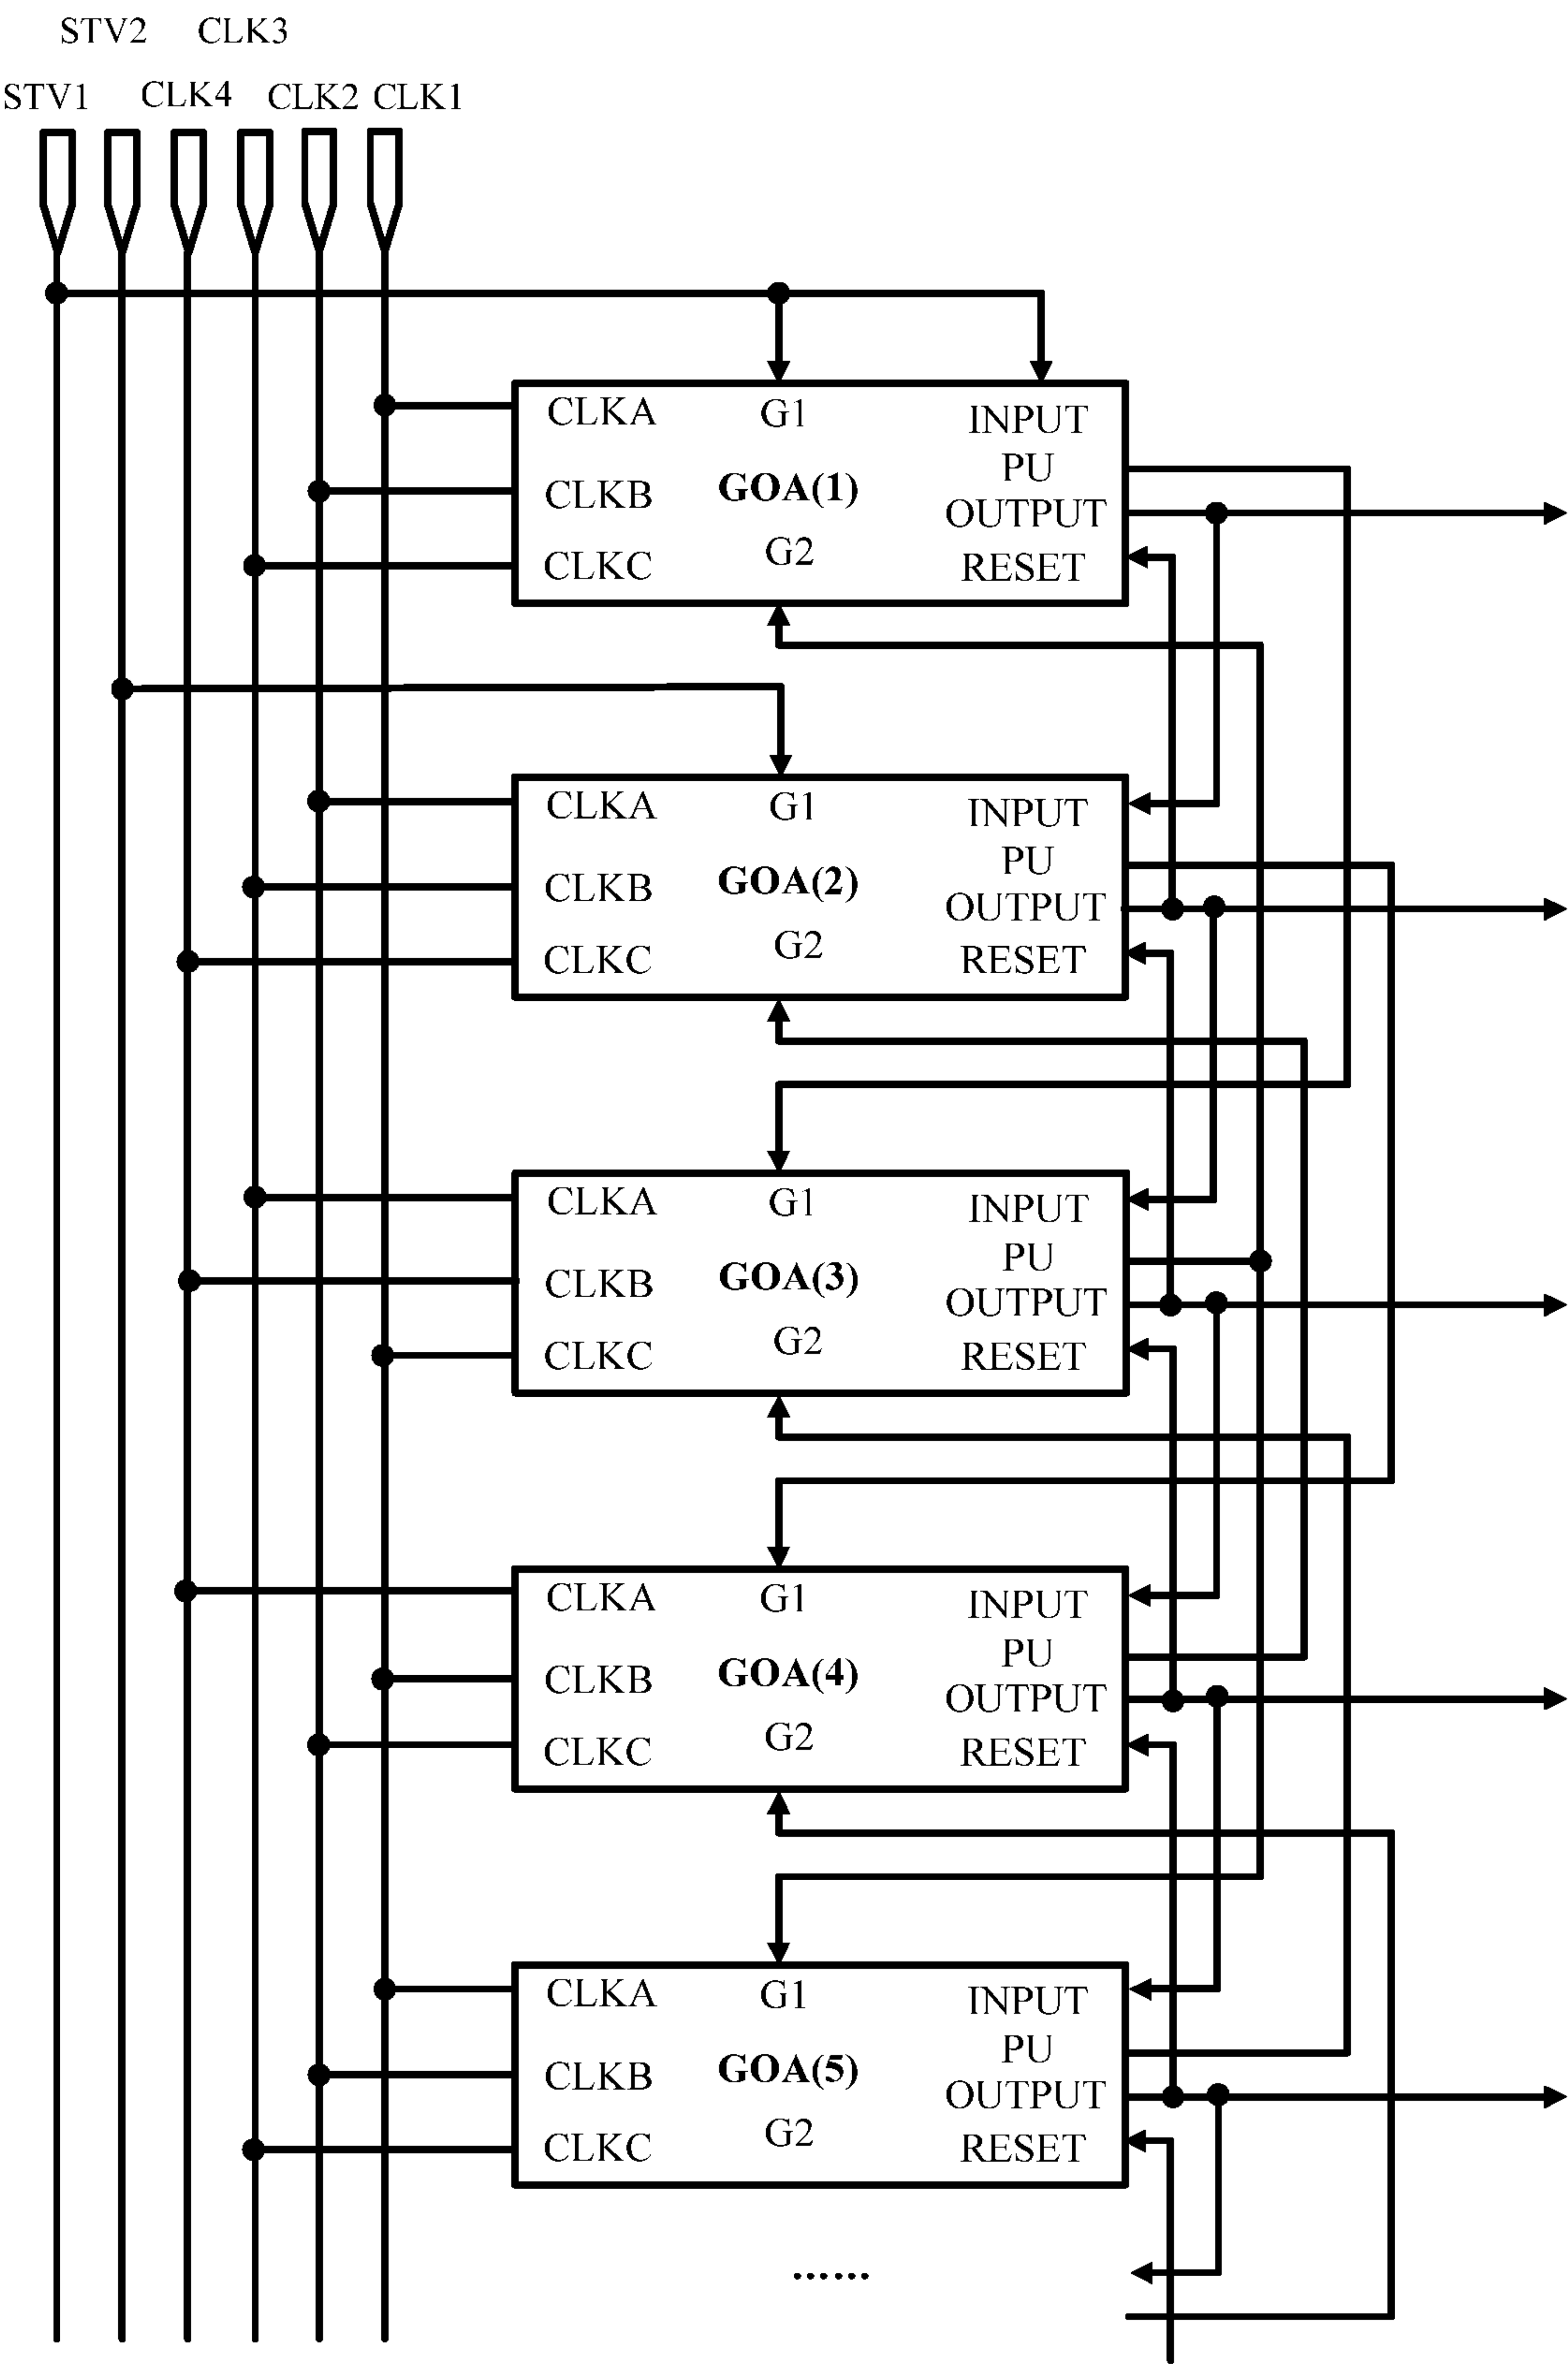 STV2 CLK3
STV1 CLK4 CLK2 CLK1
CLKA G1 INPUT
PU
CLKB GOA(1) OUTPUT
CLKC G2 RESET
CLKA G1 INPUT
PU
CLKB GOA(2) OUTPUT
CLKC G2 RESET
CLKA G1 INPUT
PU
CLKB GOA(3) OUTPUT
CLKC G2 RESET
CLKA G1 INPUT
PU
CLKB GOA(4) OUTPUT
CLKC G2 RESET
CLKA G1 INPUT
PU
CLKB GOA(5) OUTPUT
CLKC G2 RESET
......